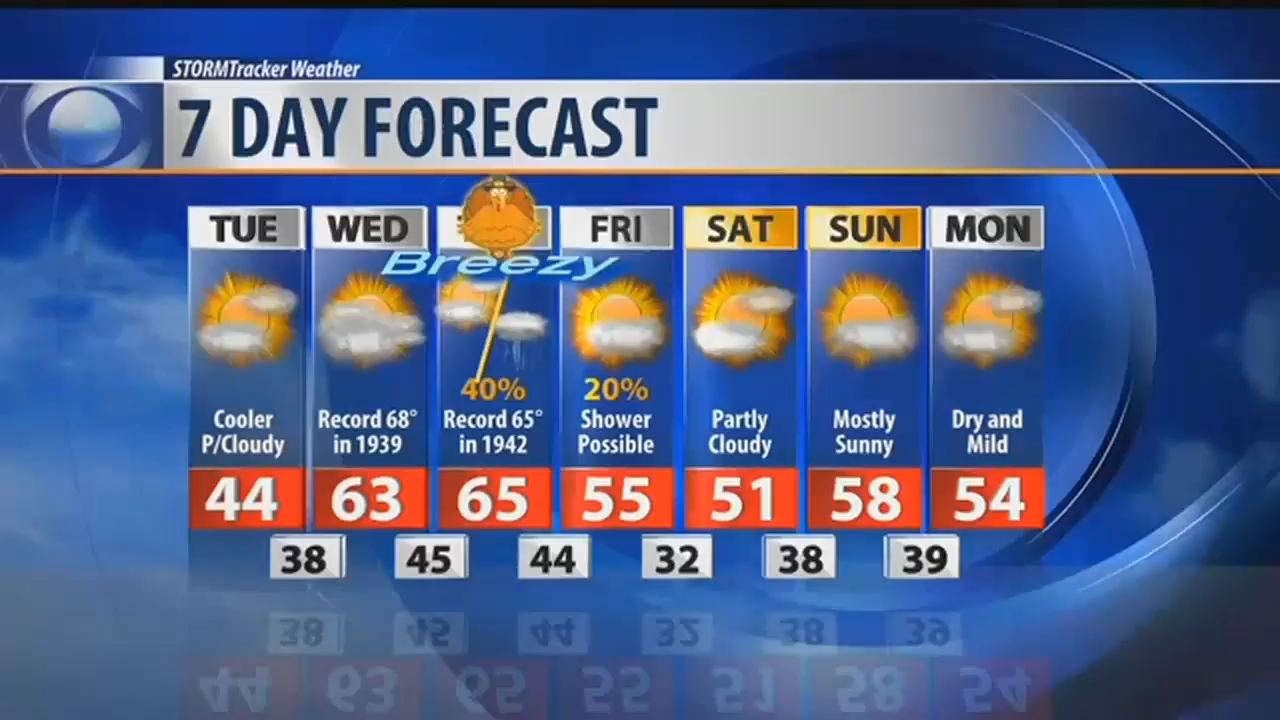 STORMTracker Weather
7 DAY FORECAST
TUE WED FRI SAT SUN MON
Breezy
40% 20%
Cooler Record 68° Record 65° Shower Partly Mostly Dry and
P/Cloudy in 1939 in 1942 Possible Cloudy Sunny Mild
44 63 65 55 51 58 54
38 45 44 32 38 39